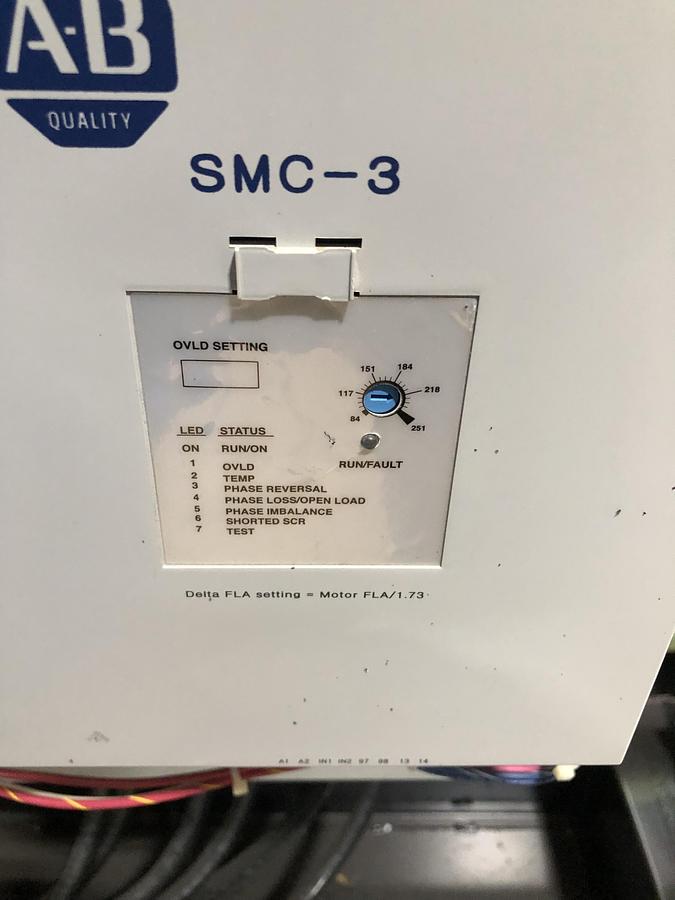 A-B
QUALITY
SMC-3
OVLD SETTING
151 184
117 218
84 251
RUN/FAULT
LED STATUS
ON RUN/ON
1 OVLD
2 TEMP
3 PHASE REVERSAL
4 PHASE LOSS/OPEN LOAD
5 PHASE IMBALANCE
6 SHORTED SCR
7 TEST
Delta FLA setting = Motor FLA/1.73
A1 A2 IN1 IN2 97 98 13 14